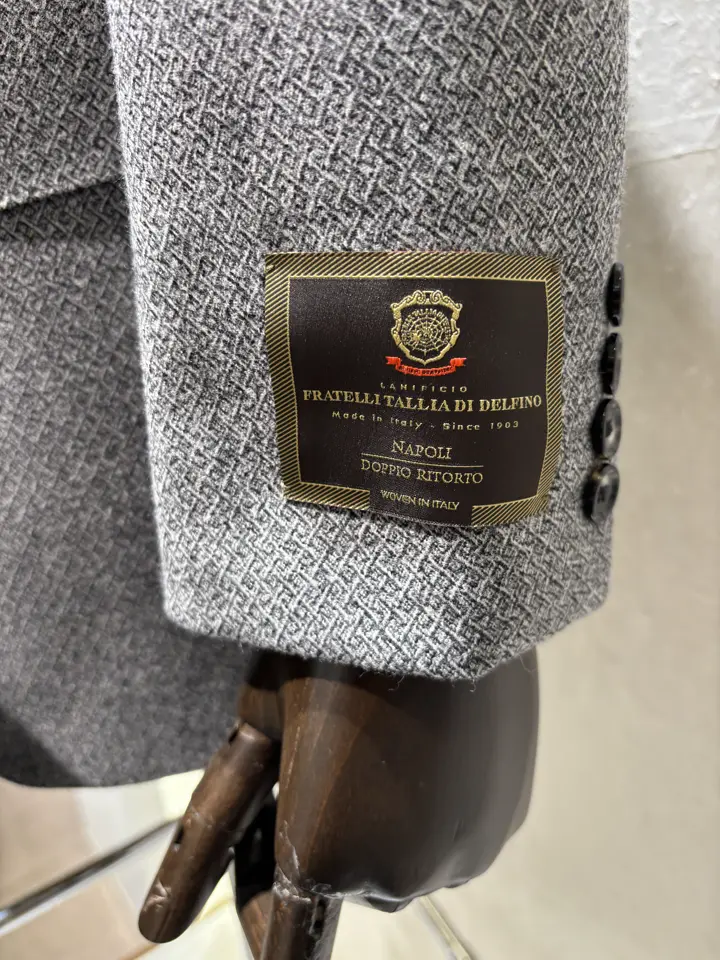 LANIFICIO
FRATELLI TALLIA DI DELFINO
Made in Italy - Since 1903
NAPOLI
DOPPIO RITORTO
WOVEN IN ITALY